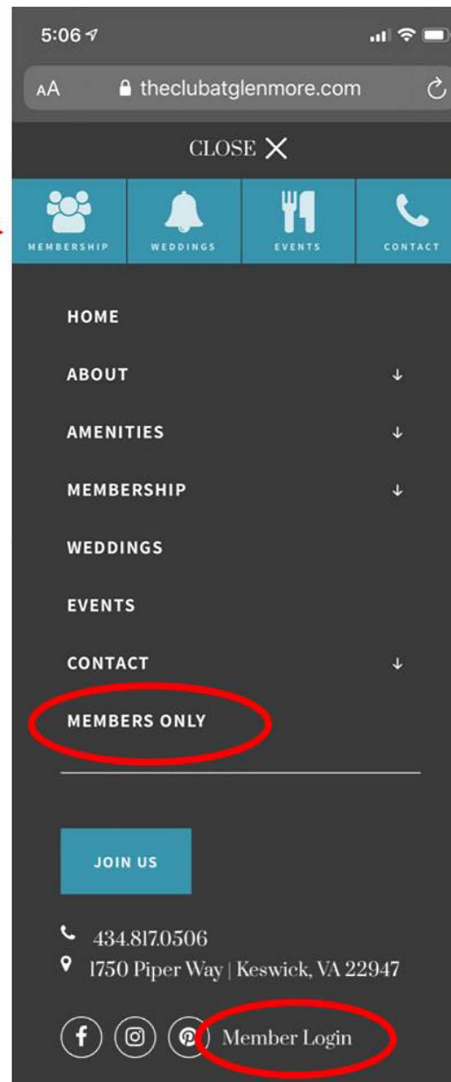 5:06
AA theclubatglenmore.com
CLOSE
MEMBERSHIP WEDDINGS EVENTS CONTACT
HOME
ABOUT
AMENITIES
MEMBERSHIP
WEDDINGS
EVENTS
CONTACT
MEMBERS ONLY
JOIN US
434.817.0506
1750 Piper Way | Keswick, VA 22947
Member Login